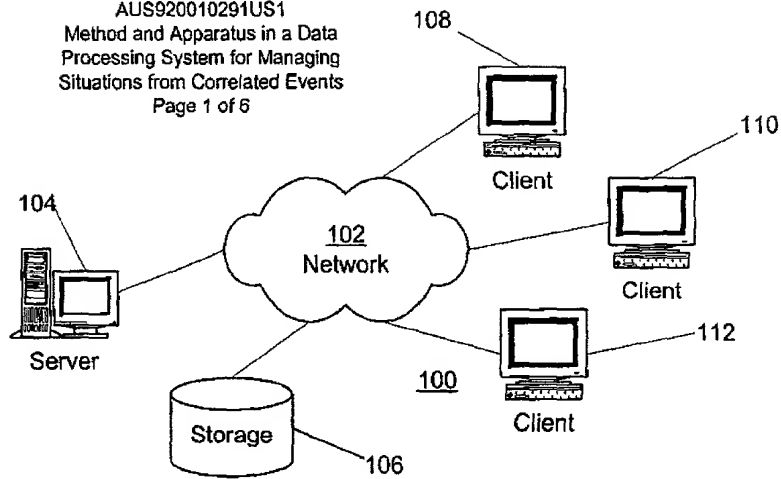 AUS920010291US1
Method and Apparatus in a Data
Processing System for Managing
Situations from Correlated Events
Page 1 of 6
108
Client
110
Client
104
Server
102
Network
112
Client
100
Storage
106